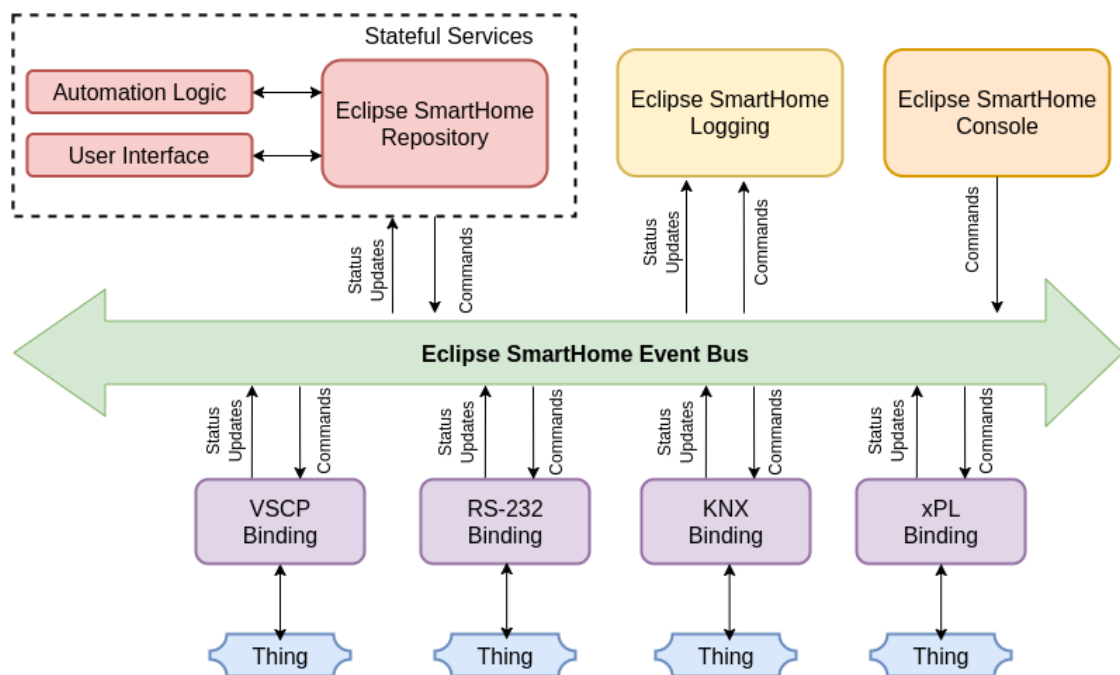 Stateful Services
Automation Logic
User Interface
Eclipse SmartHome
Repository
Eclipse SmartHome
Logging
Eclipse SmartHome
Console
Status
Updates
Commands
Status
Updates
Commands
Commands
Eclipse SmartHome Event Bus
Status
Updates
Commands
Status
Updates
Commands
Status
Updates
Commands
Status
Updates
Commands
VSCP
Binding
RS-232
Binding
KNX
Binding
xPL
Binding
Thing
Thing
Thing
Thing